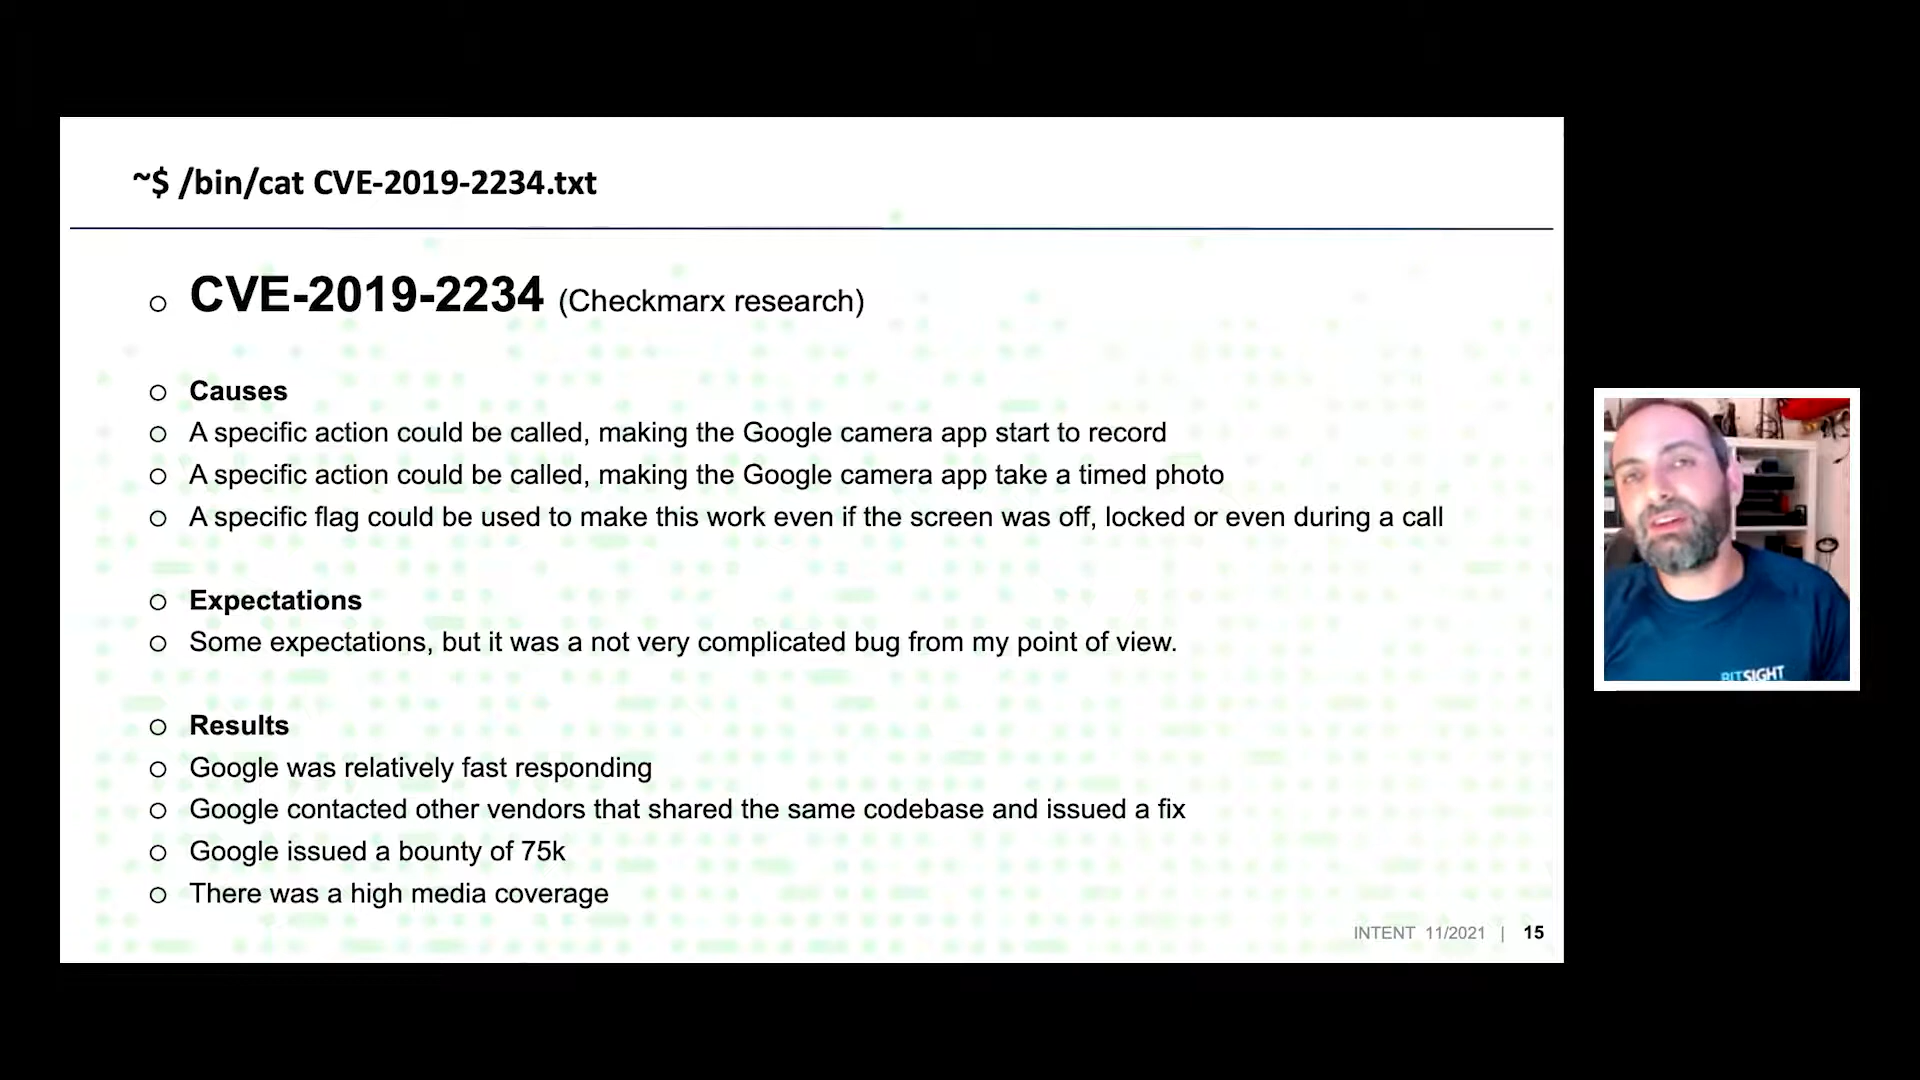 ~$ /bin/cat CVE-2019-2234.txt
CVE-2019-2234 (Checkmarx research)
Causes
A specific action could be called, making the Google camera app start to record
A specific action could be called, making the Google camera app take a timed photo
A specific flag could be used to make this work even if the screen was off, locked or even during a call
Expectations
Some expectations, but it was a not very complicated bug from my point of view.
Results
Google was relatively fast responding
Google contacted other vendors that shared the same codebase and issued a fix
Google issued a bounty of 75k
There was a high media coverage
INTENT 11/2021 | 15
BITSIGHT